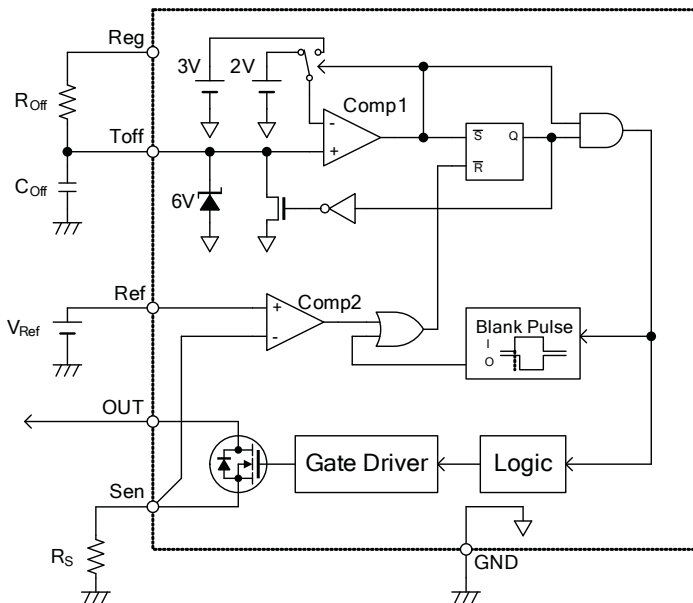 Reg
3V
2V
R_Off
Comp1
Toff
-
+
S̅
Q
R̅
C_Off
6V
Ref
Comp2
+
-
V_Ref
Blank Pulse
I
O
OUT
Gate Driver
Logic
Sen
R_S
GND